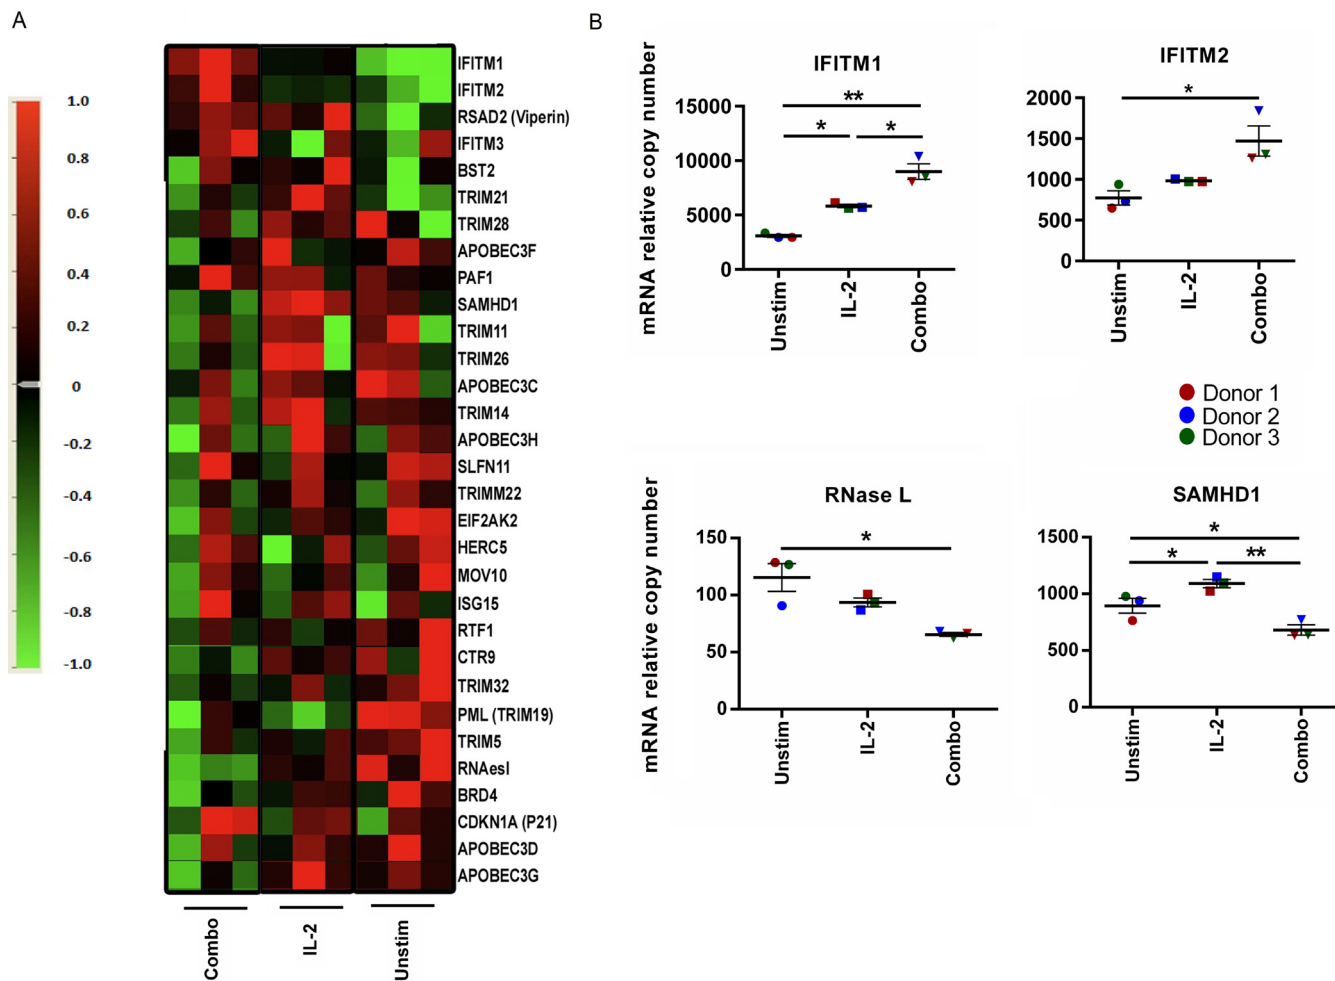 A
1.0
0.8
0.6
0.4
0.2
0
-0.2
-0.4
-0.6
-0.8
-1.0
IFITM1
IFITM2
RSAD2 (Viperin)
IFITM3
BST2
TRIM21
TRIM28
APOBEC3F
PAF1
SAMHD1
TRIM11
TRIM26
APOBEC3C
TRIM14
APOBEC3H
SLFN11
TRIMM22
EIF2AK2
HERC5
MOV10
ISG15
RTF1
CTR9
TRIM32
PML (TRIM19)
TRIM5
RNAesl
BRD4
CDKN1A (P21)
APOBEC3D
APOBEC3G
Combo
IL-2
Unstim
B
mRNA relative copy number
IFITM1
15000
10000
5000
0
**
*
*
Unstim
IL-2
Combo
IFITM2
2000
1500
1000
500
0
*
Unstim
IL-2
Combo
Donor 1
Donor 2
Donor 3
mRNA relative copy number
RNase L
150
100
50
0
*
Unstim
IL-2
Combo
SAMHD1
1500
1000
500
0
*
*
**
Unstim
IL-2
Combo